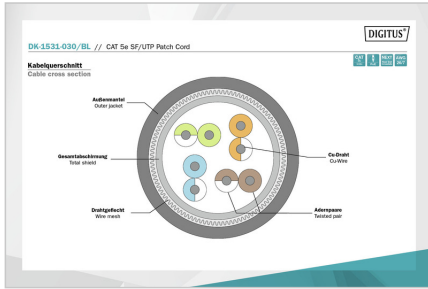 DIGITUS®
DK-1531-030/BL // CAT 5e SF/UTP Patch Cord
Kabelquerschnitt
Cable cross section
Außenmantel
Outer jacket
Gesamtabschirmung
Total shield
Drahtgeflecht
Wire mesh
Cu-Draht
Cu-Wire
Adernpaare
Twisted pair